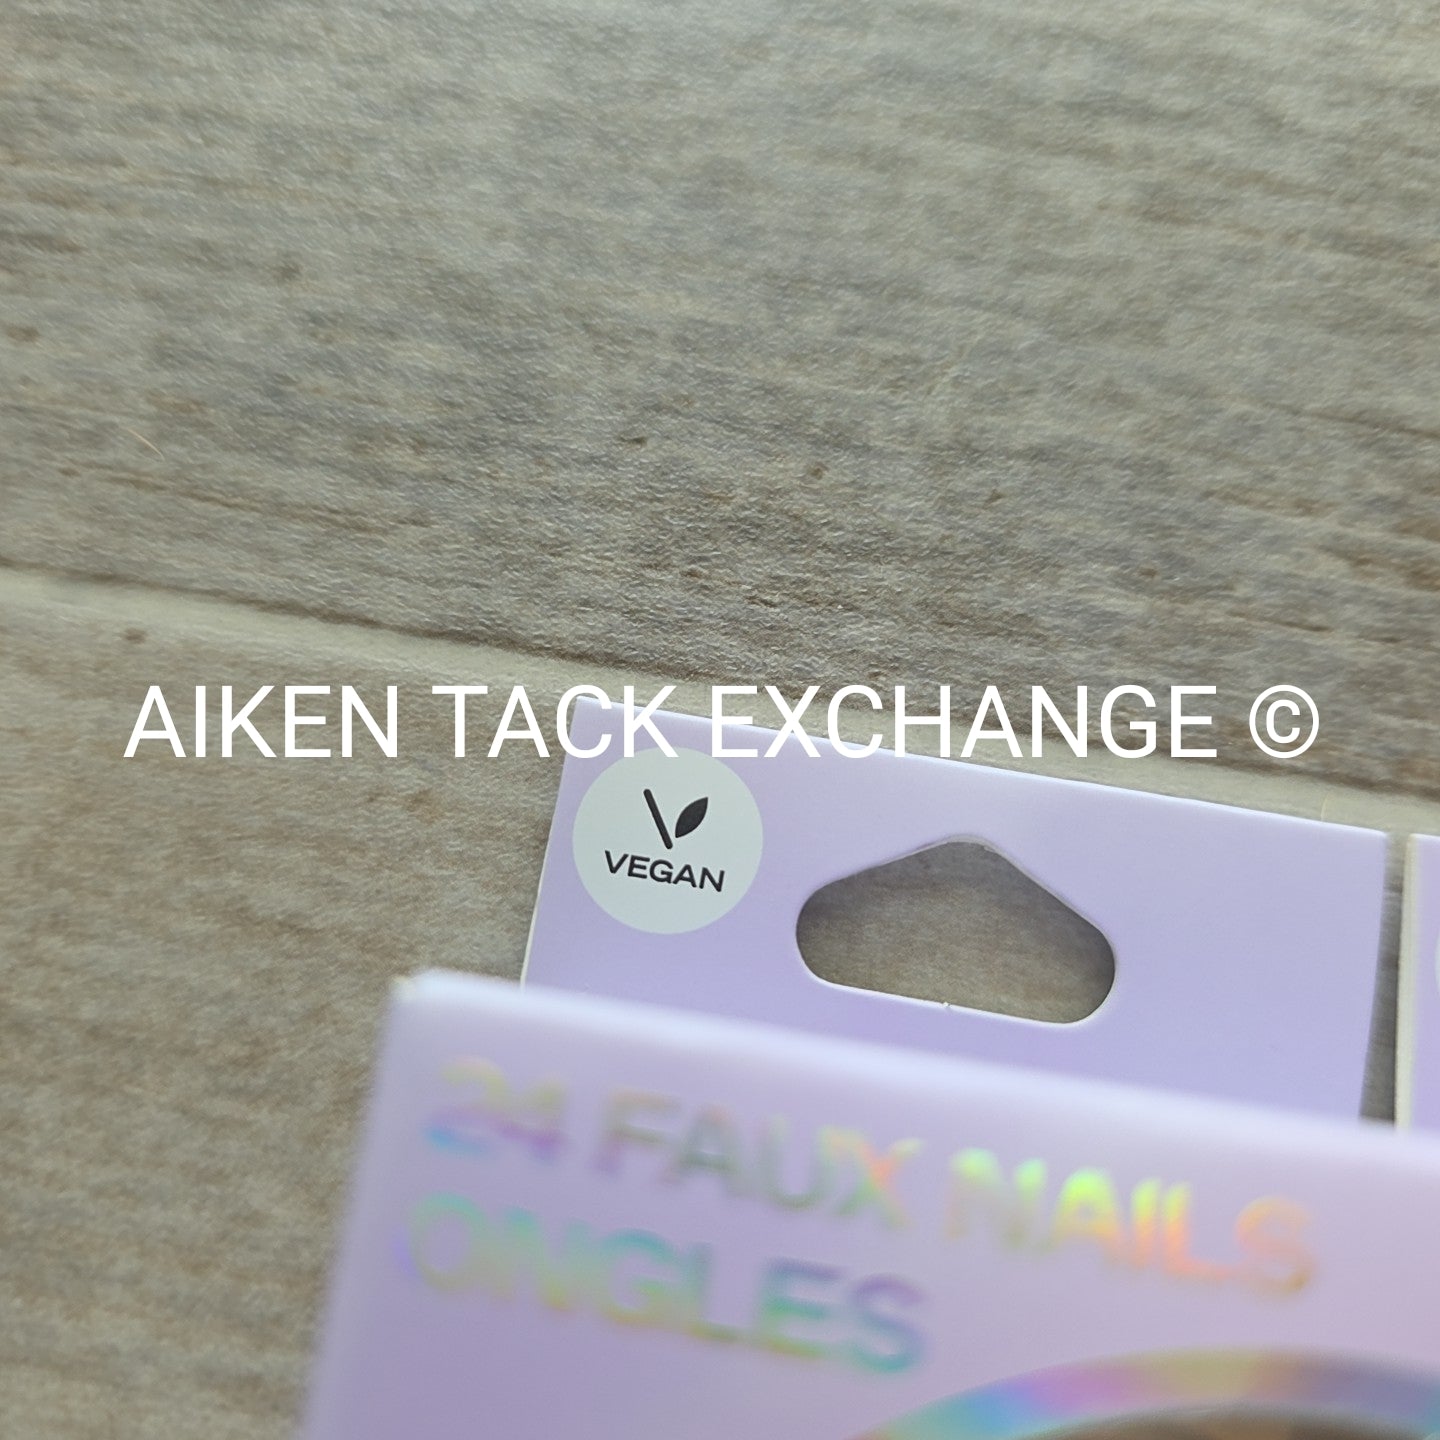 AIKEN TACK EXCHANGE ©
VEGAN
24 FAUX NAILS
ONGLES